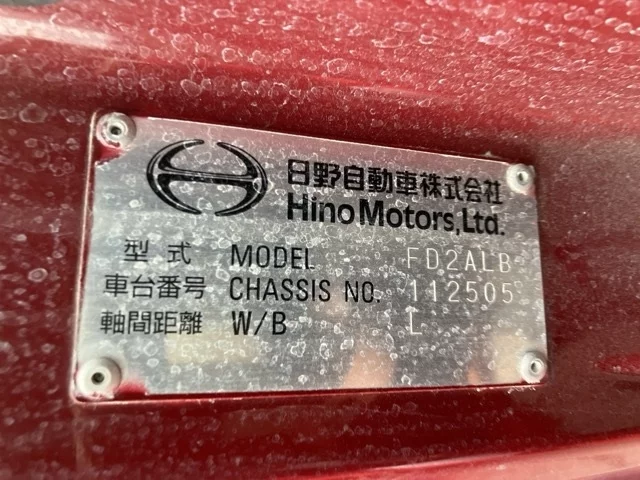 日野自動車株式会社
Hino Motors, Ltd.
型式 MODEL FD2ALB
車台番号 CHASSIS NO. 112505
軸間距離 W/B L